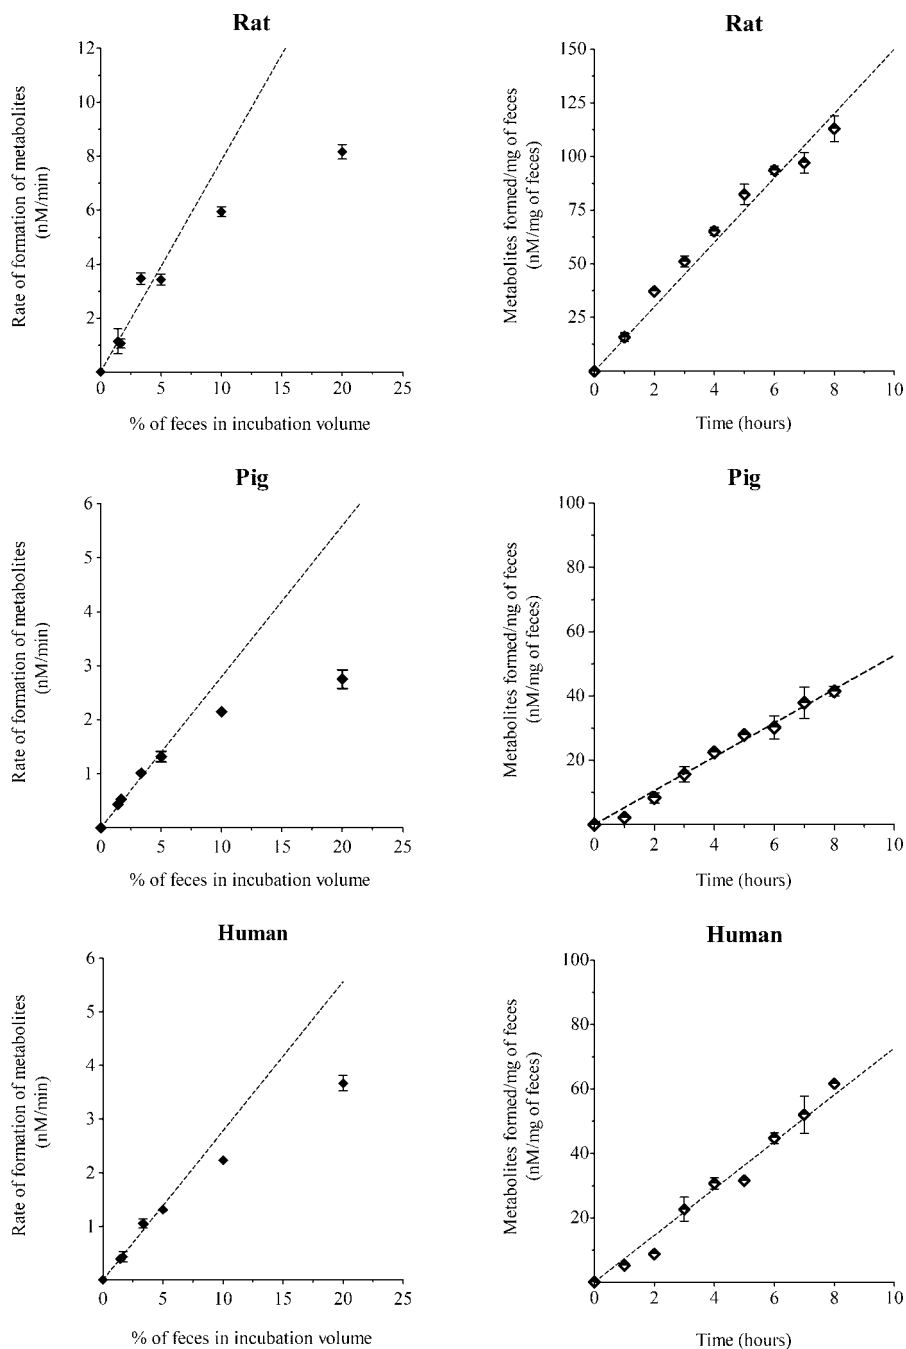 Rat
Rate of formation of metabolites
(nM/min)
12
10
8
6
4
2
0
5
10
15
20
25
% of feces in incubation volume
Rat
Metabolites formed/mg of feces
(nM/mg of feces)
150
125
100
75
50
25
0
2
4
6
8
10
Time (hours)
Pig
Rate of formation of metabolites
(nM/min)
6
5
4
3
2
1
0
5
10
15
20
25
% of feces in incubation volume
Pig
Metabolites formed/mg of feces
(nM/mg of feces)
100
80
60
40
20
0
2
4
6
8
10
Time (hours)
Human
Rate of formation of metabolites
(nM/min)
6
5
4
3
2
1
0
5
10
15
20
25
% of feces in incubation volume
Human
Metabolites formed/mg of feces
(nM/mg of feces)
100
80
60
40
20
0
2
4
6
8
10
Time (hours)